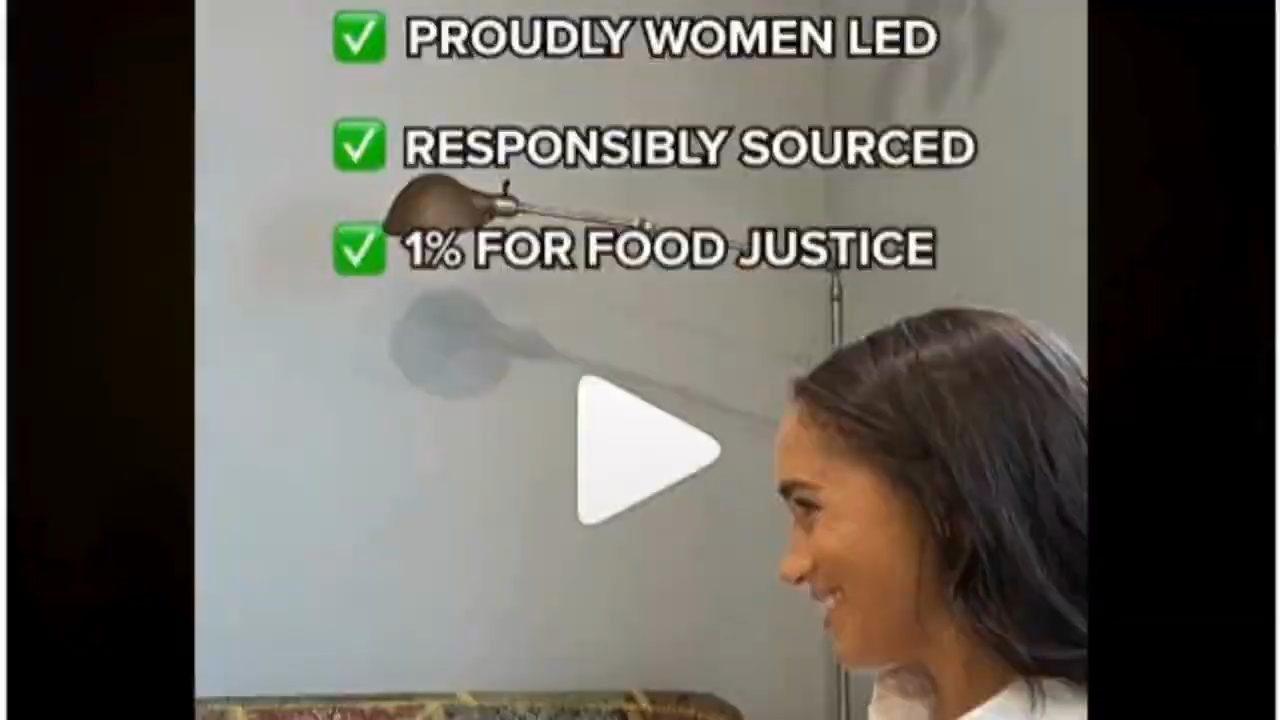 PROUDLY WOMEN LED
RESPONSIBLY SOURCED
1% FOR FOOD JUSTICE